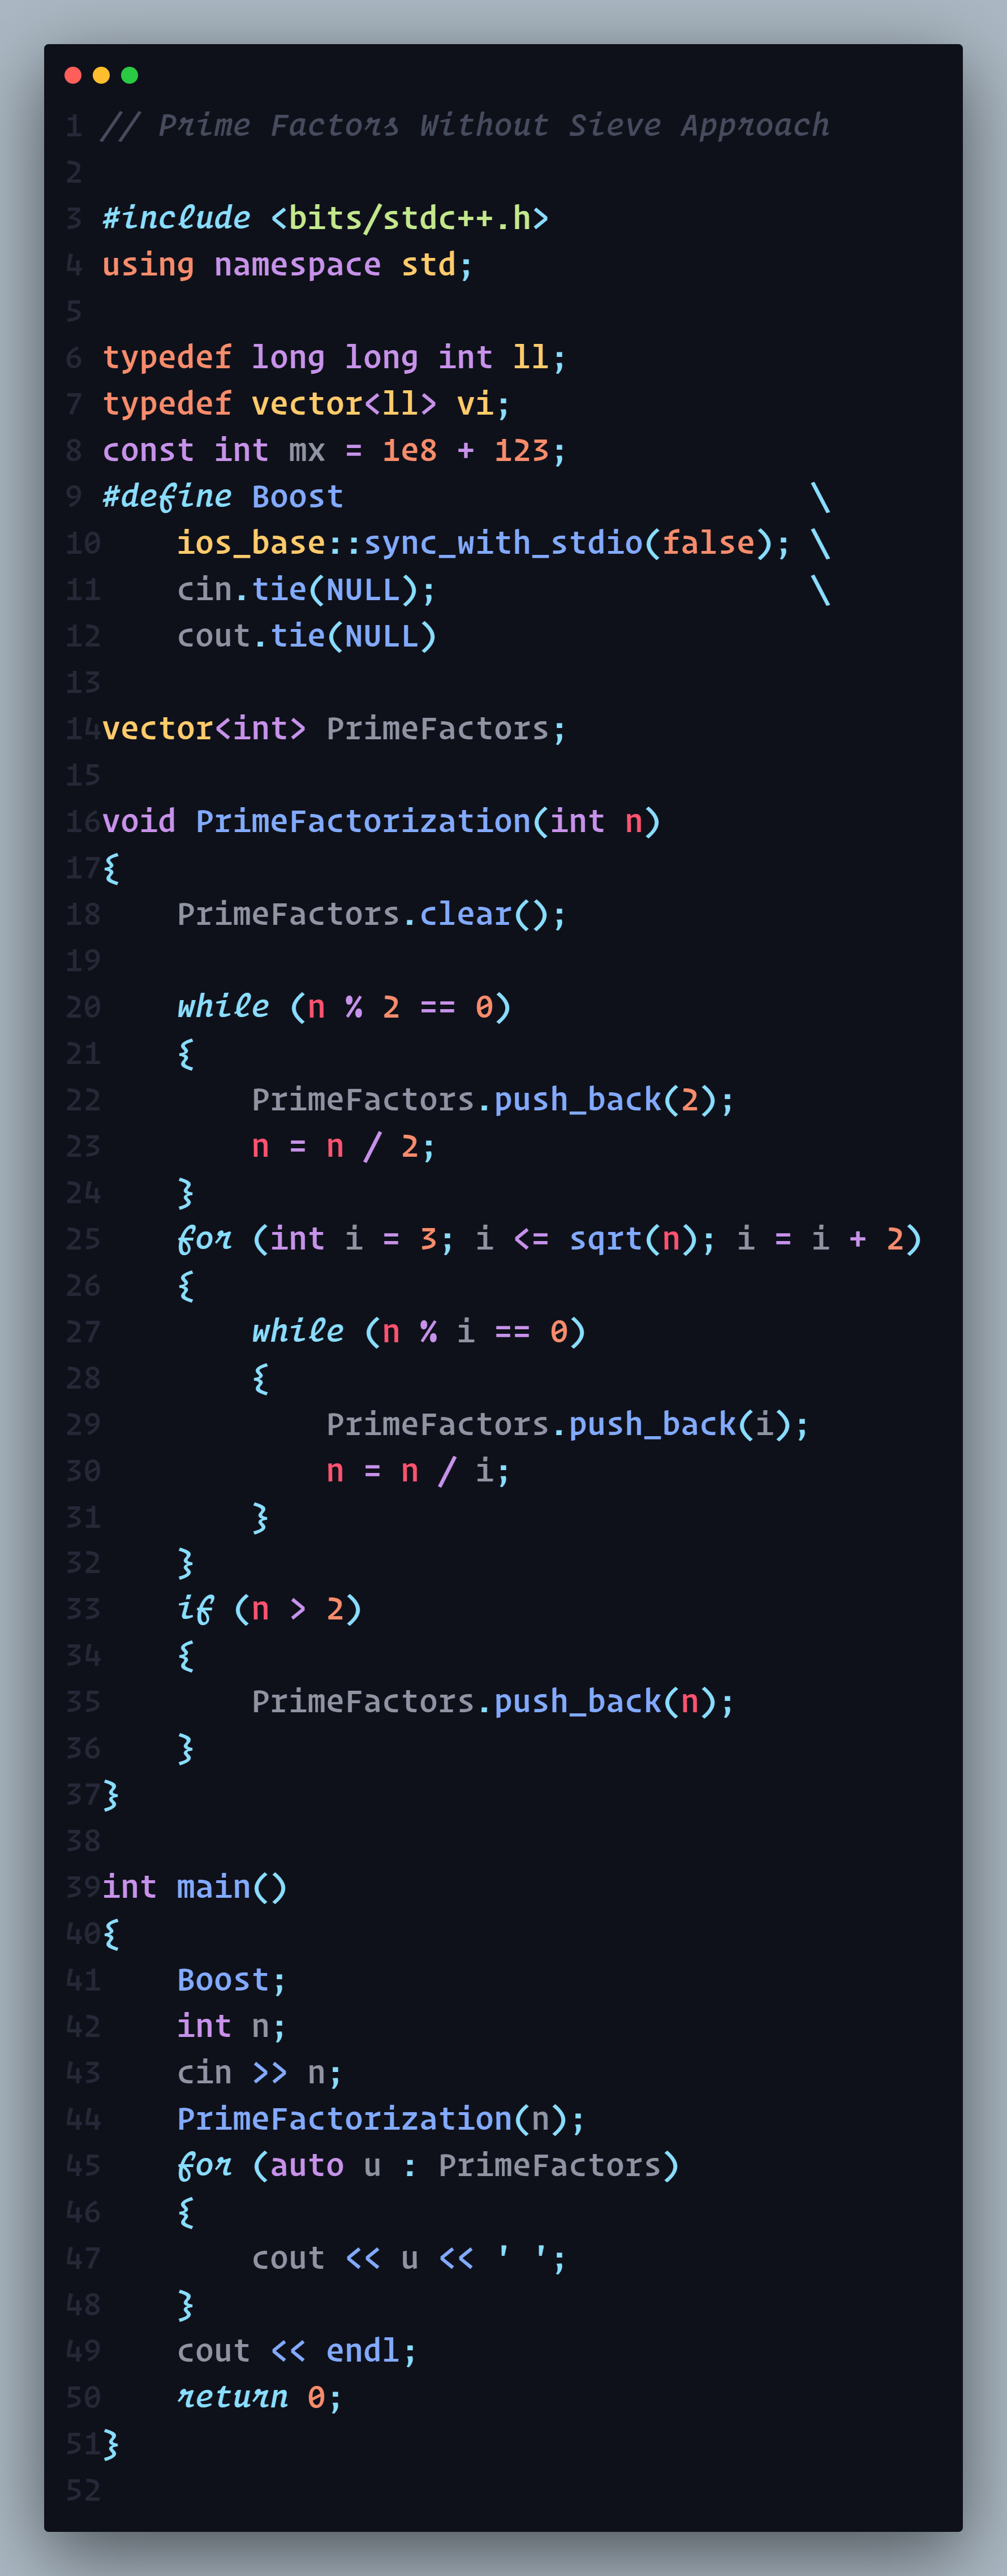 1 // Prime Factors Without Sieve Approach
2
3 #include <bits/stdc++.h>
4 using namespace std;
5
6 typedef long long int ll;
7 typedef vector<ll> vi;
8 const int mx = 1e8 + 123;
9 #define Boost                         \
10     ios_base::sync_with_stdio(false); \
11     cin.tie(NULL);                    \
12     cout.tie(NULL)
13
14 vector<int> PrimeFactors;
15
16 void PrimeFactorization(int n)
17 {
18     PrimeFactors.clear();
19
20     while (n % 2 == 0)
21     {
22         PrimeFactors.push_back(2);
23         n = n / 2;
24     }
25     for (int i = 3; i <= sqrt(n); i = i + 2)
26     {
27         while (n % i == 0)
28         {
29             PrimeFactors.push_back(i);
30             n = n / i;
31         }
32     }
33     if (n > 2)
34     {
35         PrimeFactors.push_back(n);
36     }
37 }
38
39 int main()
40 {
41     Boost;
42     int n;
43     cin >> n;
44     PrimeFactorization(n);
45     for (auto u : PrimeFactors)
46     {
47         cout << u << ' ';
48     }
49     cout << endl;
50     return 0;
51 }
52